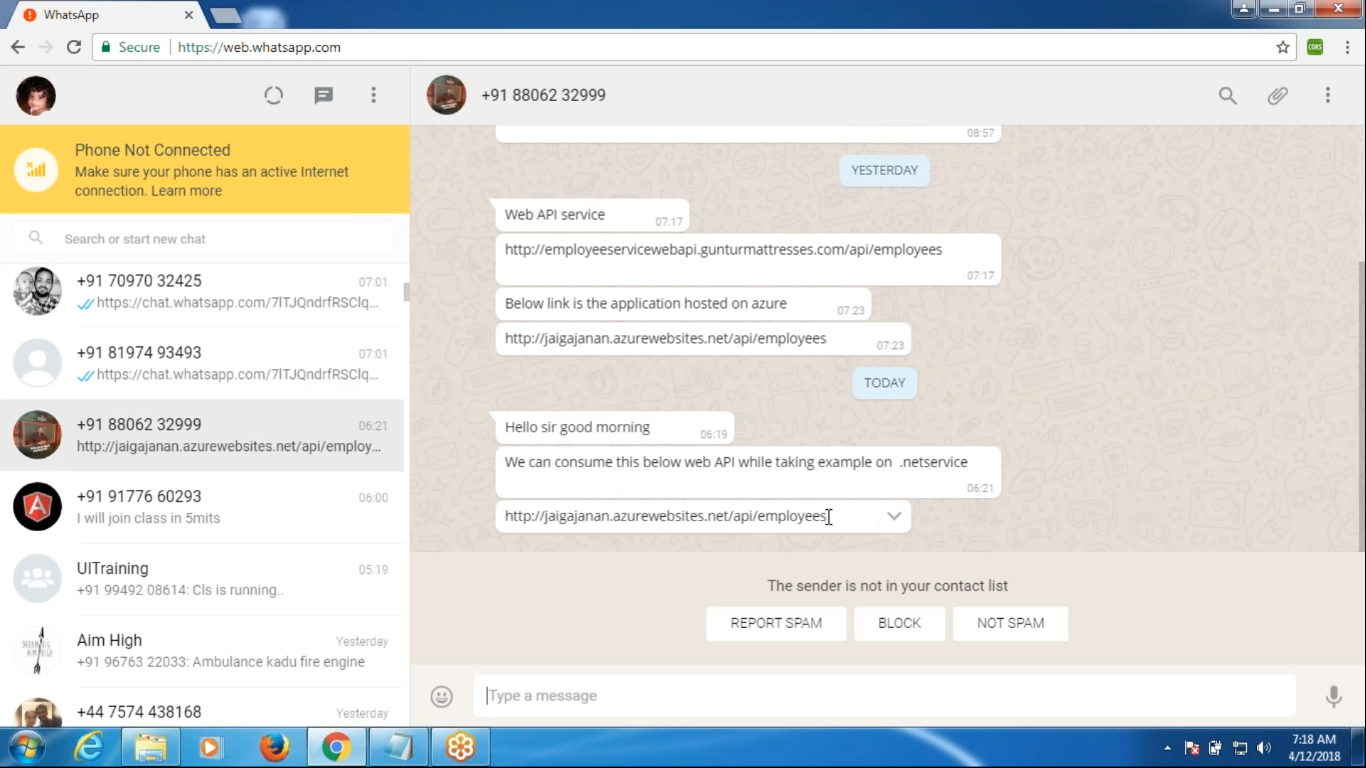 WhatsApp
Secure
https://web.whatsapp.com
CORS
+91 88062 32999
Phone Not Connected
Make sure your phone has an active Internet
connection. Learn more
Search or start new chat
+91 70970 32425
07:01
https://chat.whatsapp.com/7lTJQndrfRSClq...
+91 81974 93493
07:01
https://chat.whatsapp.com/7lTJQndrfRSClq...
+91 88062 32999
06:21
http://jaigajanan.azurewebsites.net/api/employ...
+91 91776 60293
06:00
I will join class in 5mits
UITraining
05:19
+91 99492 08614: Cls is running..
Aim High
Yesterday
+91 96763 22033: Ambulance kadu fire engine
+44 7574 438168
Yesterday
08:57
YESTERDAY
Web API service
07:17
http://employeeservicewebapi.gunturmattresses.com/api/employees
07:17
Below link is the application hosted on azure
07:23
http://jaigajanan.azurewebsites.net/api/employees
07:23
TODAY
Hello sir good morning
06:19
We can consume this below web API while taking example on  .netservice
06:21
http://jaigajanan.azurewebsites.net/api/employees
The sender is not in your contact list
REPORT SPAM
BLOCK
NOT SPAM
Type a message
7:18 AM
4/12/2018